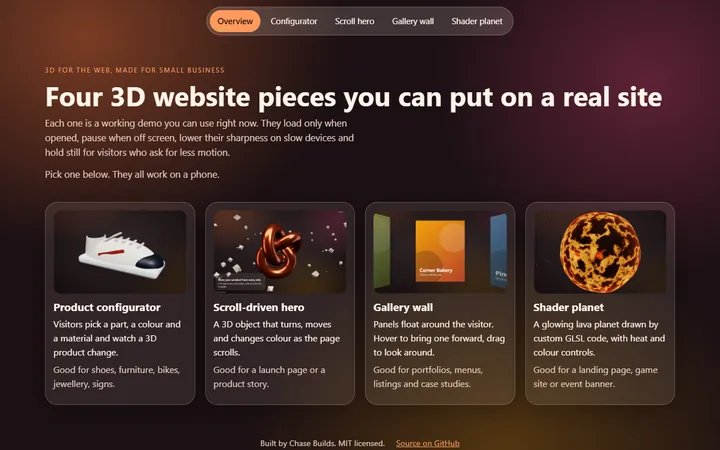 Overview Configurator Scroll hero Gallery wall Shader planet
3D FOR THE WEB, MADE FOR SMALL BUSINESS
Four 3D website pieces you can put on a real site
Each one is a working demo you can use right now. They load only when
opened, pause when off screen, lower their sharpness on slow devices and
hold still for visitors who ask for less motion.
Pick one below. They all work on a phone.
Product configurator
Visitors pick a part, a colour and
a material and watch a 3D
product change.
Good for shoes, furniture, bikes,
jewellery, signs.
Scroll-driven hero
A 3D object that turns, moves
and changes colour as the page
scrolls.
Good for a launch page or a
product story.
Corner Bakery
Gallery wall
Panels float around the visitor.
Hover to bring one forward, drag
to look around.
Good for portfolios, menus,
listings and case studies.
Shader planet
A glowing lava planet drawn by
custom GLSL code, with heat and
colour controls.
Good for a landing page, game
site or event banner.
Built by Chase Builds. MIT licensed. Source on GitHub